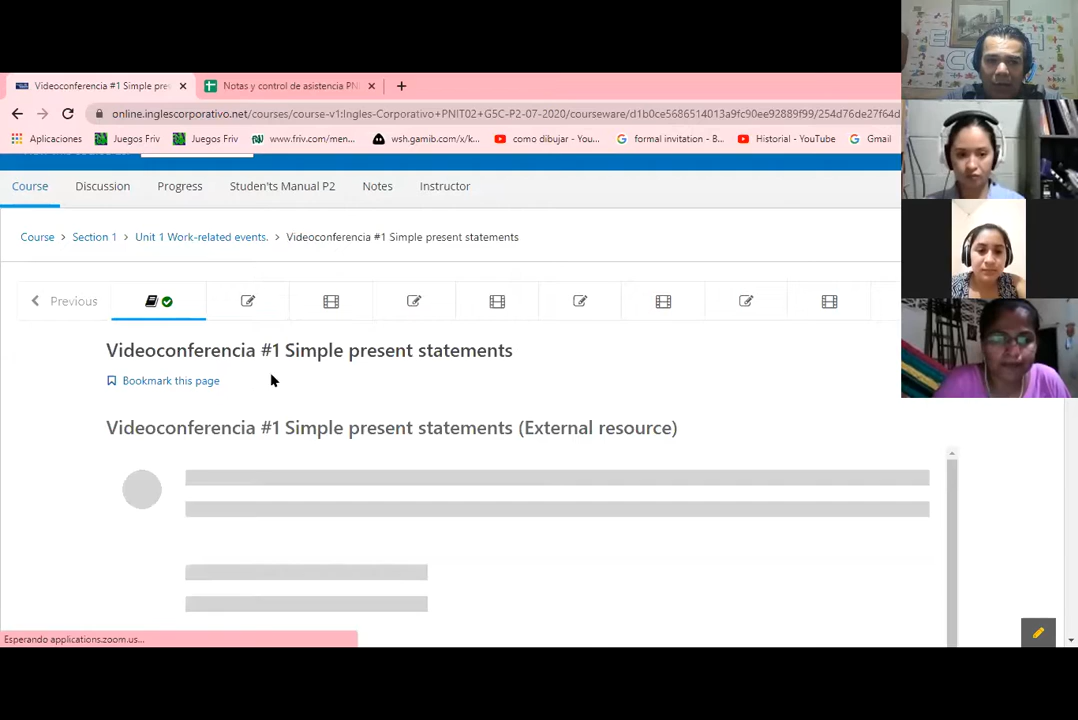 Videoconferencia #1 Simple pres
Notas y control de asistencia PNI
online.inglescorporativo.net/courses/course-v1:Ingles-Corporativo+PNIT02+G5C-P2-07-2020/courseware/d1b0ce5686514013a9fc90ee92889f99/254d76de27f64d
Aplicaciones
Juegos Friv
Juegos Friv
www.friv.com/men...
wsh.gamib.com/x/k...
como dibujar - You...
formal invitation - B...
Historial - YouTube
Gmail
Course
Discussion
Progress
Studen'ts Manual P2
Notes
Instructor
Course > Section 1 > Unit 1 Work-related events. > Videoconferencia #1 Simple present statements
Previous
Videoconferencia #1 Simple present statements
Bookmark this page
Videoconferencia #1 Simple present statements (External resource)
Esperando applications.zoom.us...